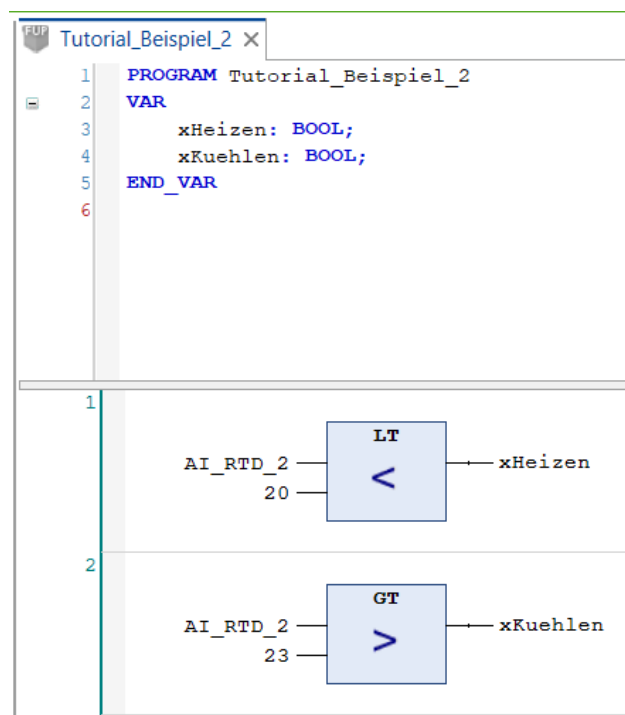 FUP Tutorial_Beispiel_2 ×
1 PROGRAM Tutorial_Beispiel_2
2 VAR
3 xHeizen: BOOL;
4 xKuehlen: BOOL;
5 END_VAR
6
1
LT
AI_RTD_2 < xHeizen
20
2
GT
AI_RTD_2 > xKuehlen
23